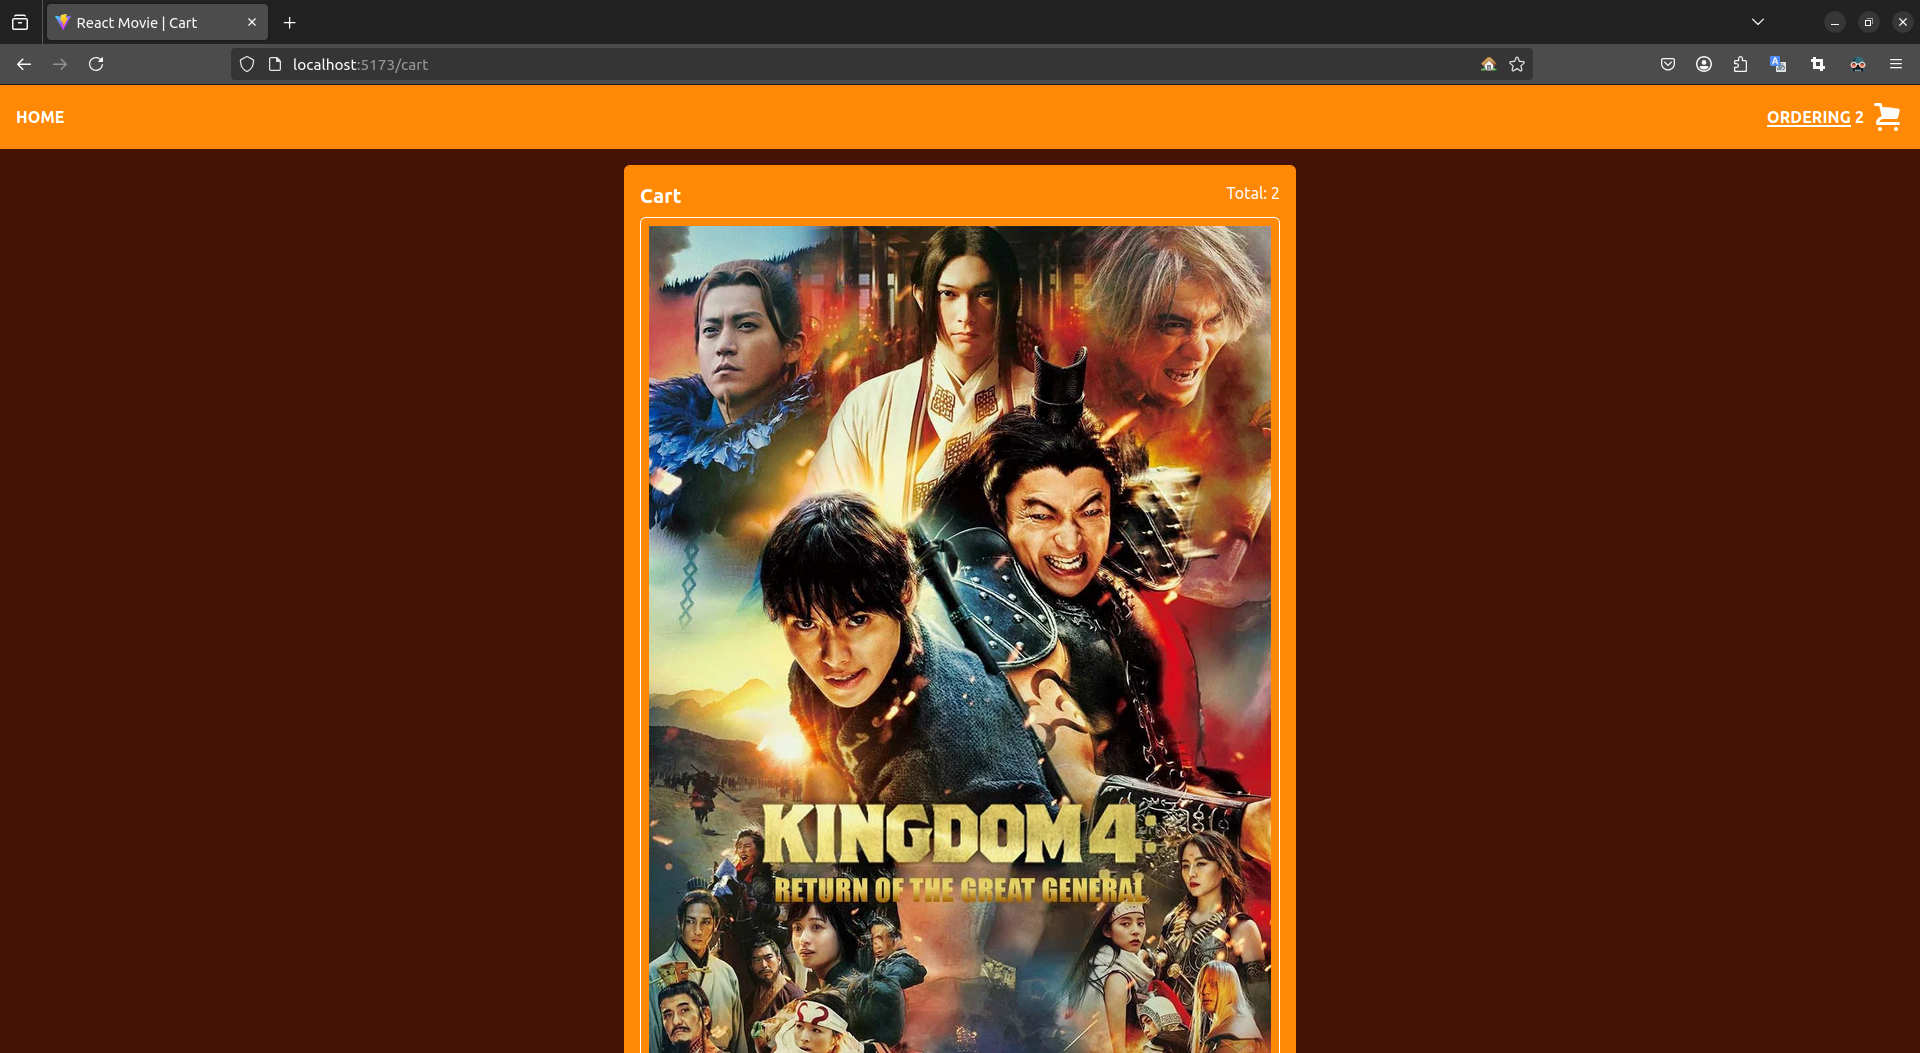 React Movie | Cart
localhost:5173/cart
HOME
ORDERING 2
Cart
Total: 2
KINGDOM 4:
RETURN OF THE GREAT GENERAL